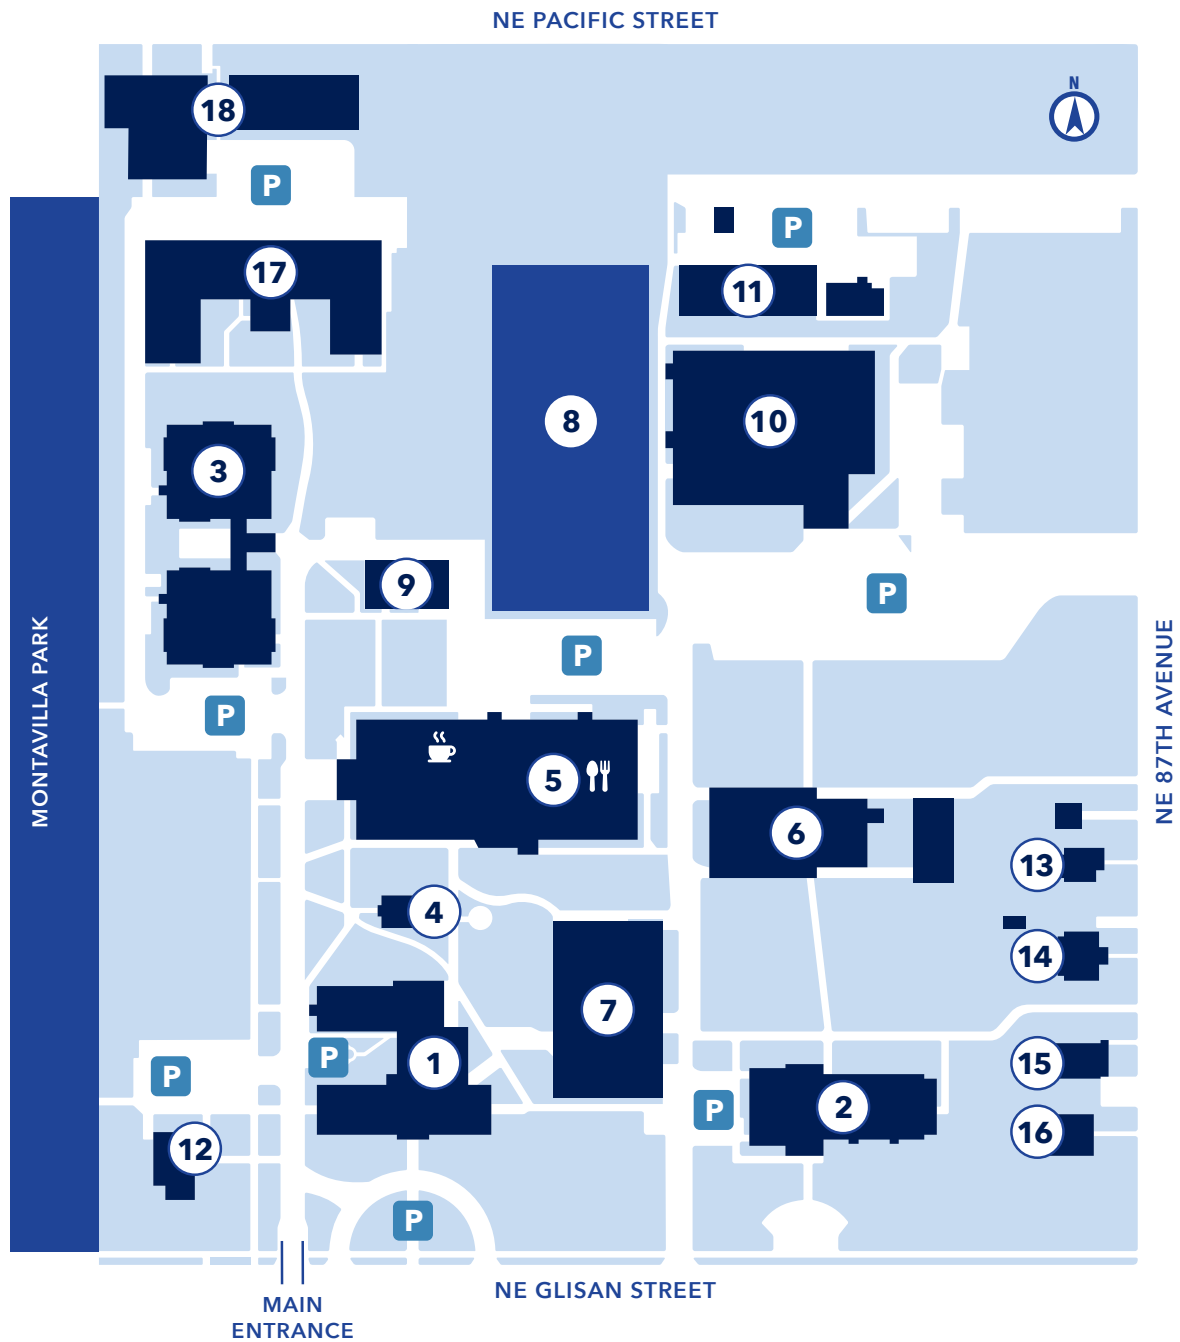 NE PACIFIC STREET
N
18
P
P
17
11
8
10
3
9
P
P
P
MONTAVILLA PARK
NE 87TH AVENUE
5
6
13
4
14
7
P
1
15
P
P
2
16
12
P
NE GLISAN STREET
MAIN
ENTRANCE